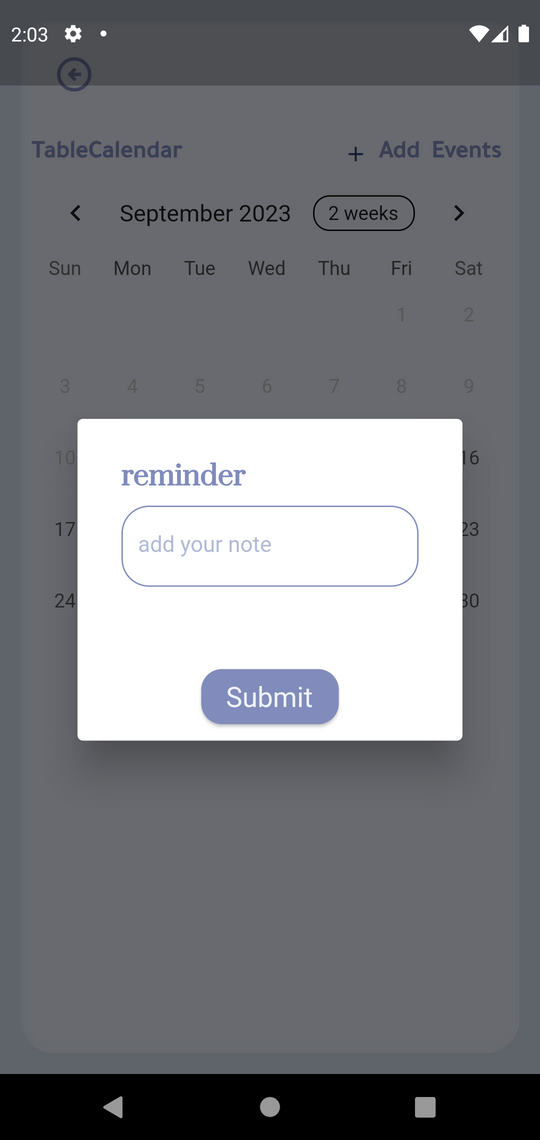 2:03
TableCalendar + Add Events
September 2023 2 weeks
Sun Mon Tue Wed Thu Fri Sat
1 2
3 4 5 6 7 8 9
10 16
reminder
17 23
add your note
24 30
Submit